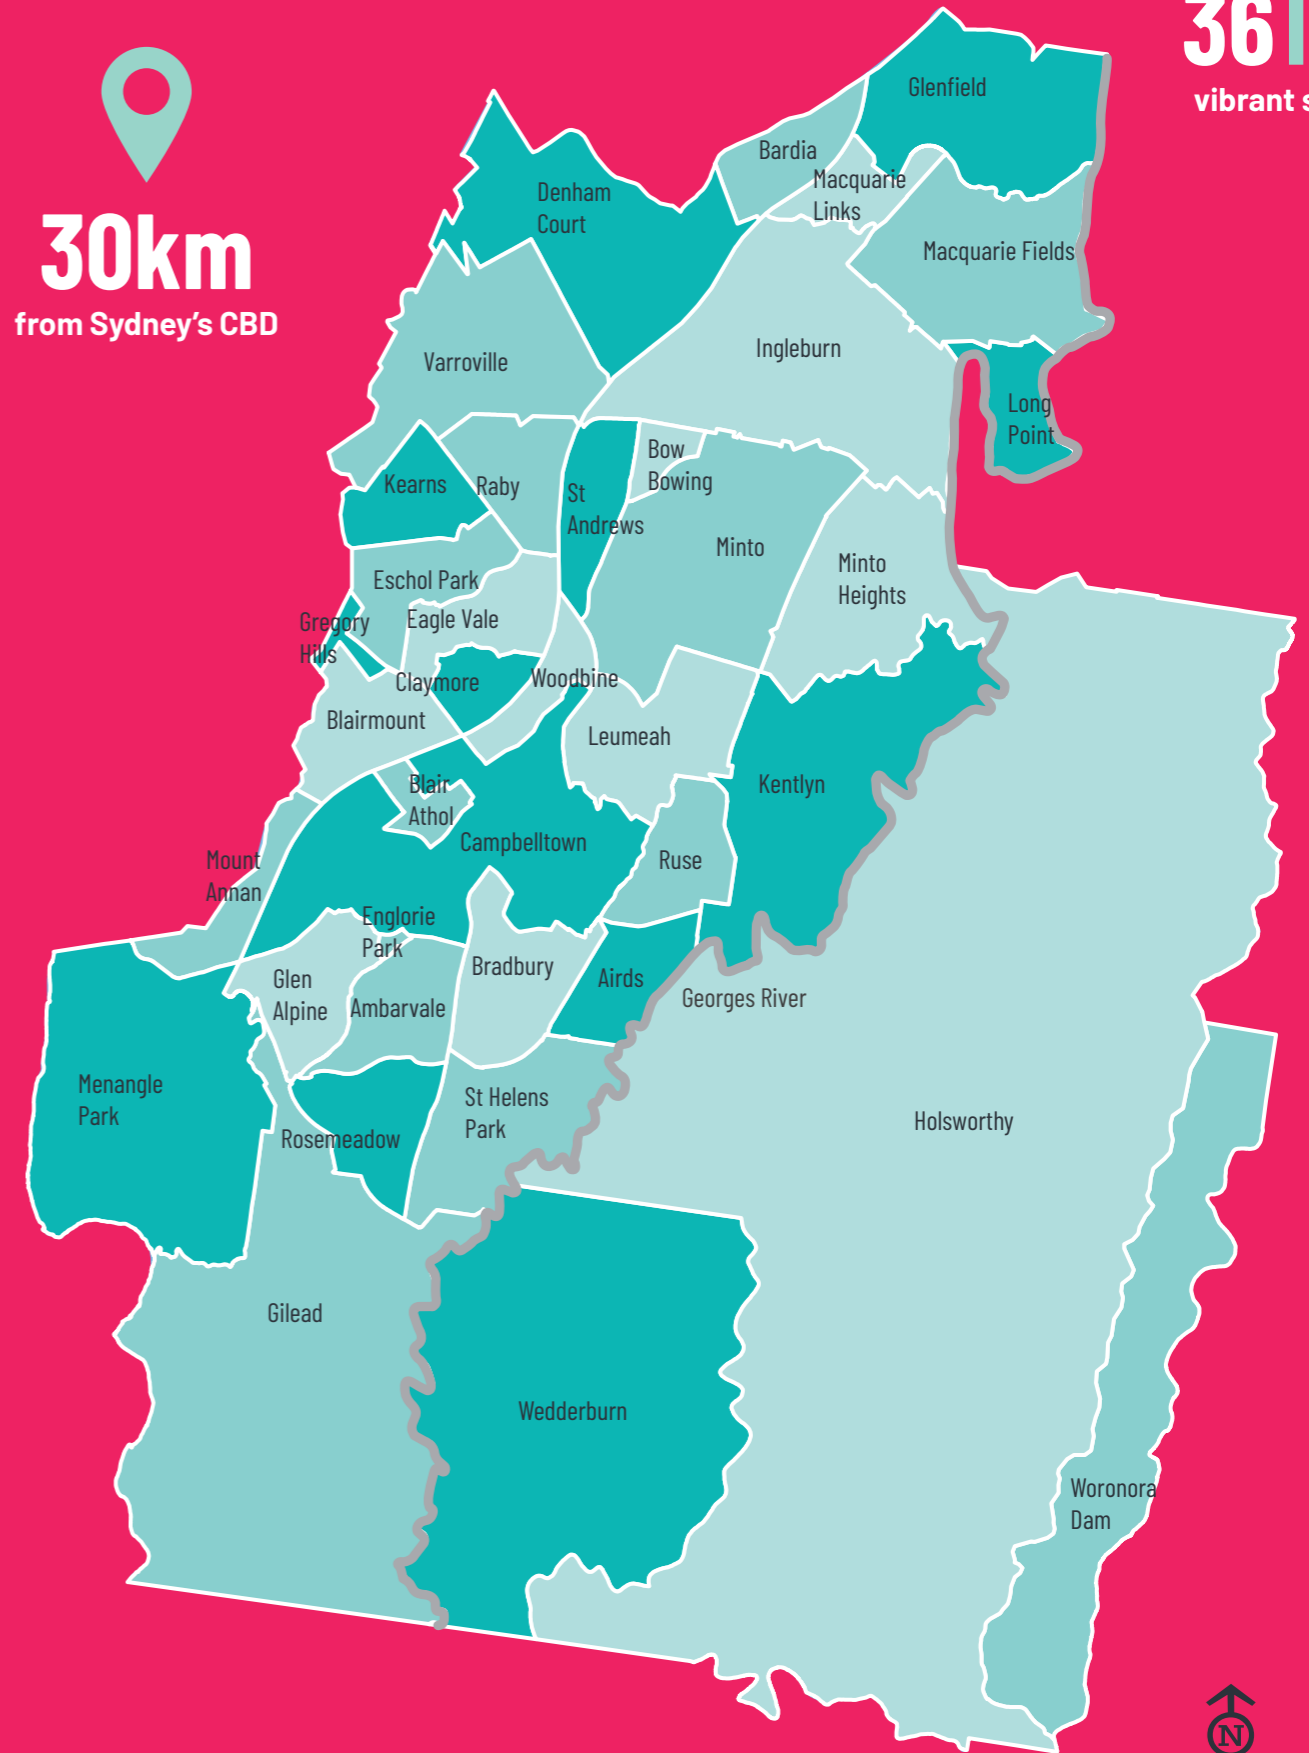 36
vibrant
30km
from Sydney's CBD
Glenfield
Bardia
Macquarie
Links
Denham
Court
Macquarie Fields
Ingleburn
Varroville
Long
Point
Bow
Bowing
Kearns
Raby
St
Andrews
Minto
Minto
Heights
Eschol Park
Gregory
Hills
Eagle Vale
Claymore
Woodbine
Blairmount
Leumeah
Blair
Athol
Kentlyn
Campbelltown
Mount
Annan
Ruse
Englorie
Park
Glen
Alpine
Bradbury
Airds
Ambarvale
Georges River
Menangle
Park
St Helens
Park
Holsworthy
Rosemeadow
Gilead
Wedderburn
Woronora
Dam
N